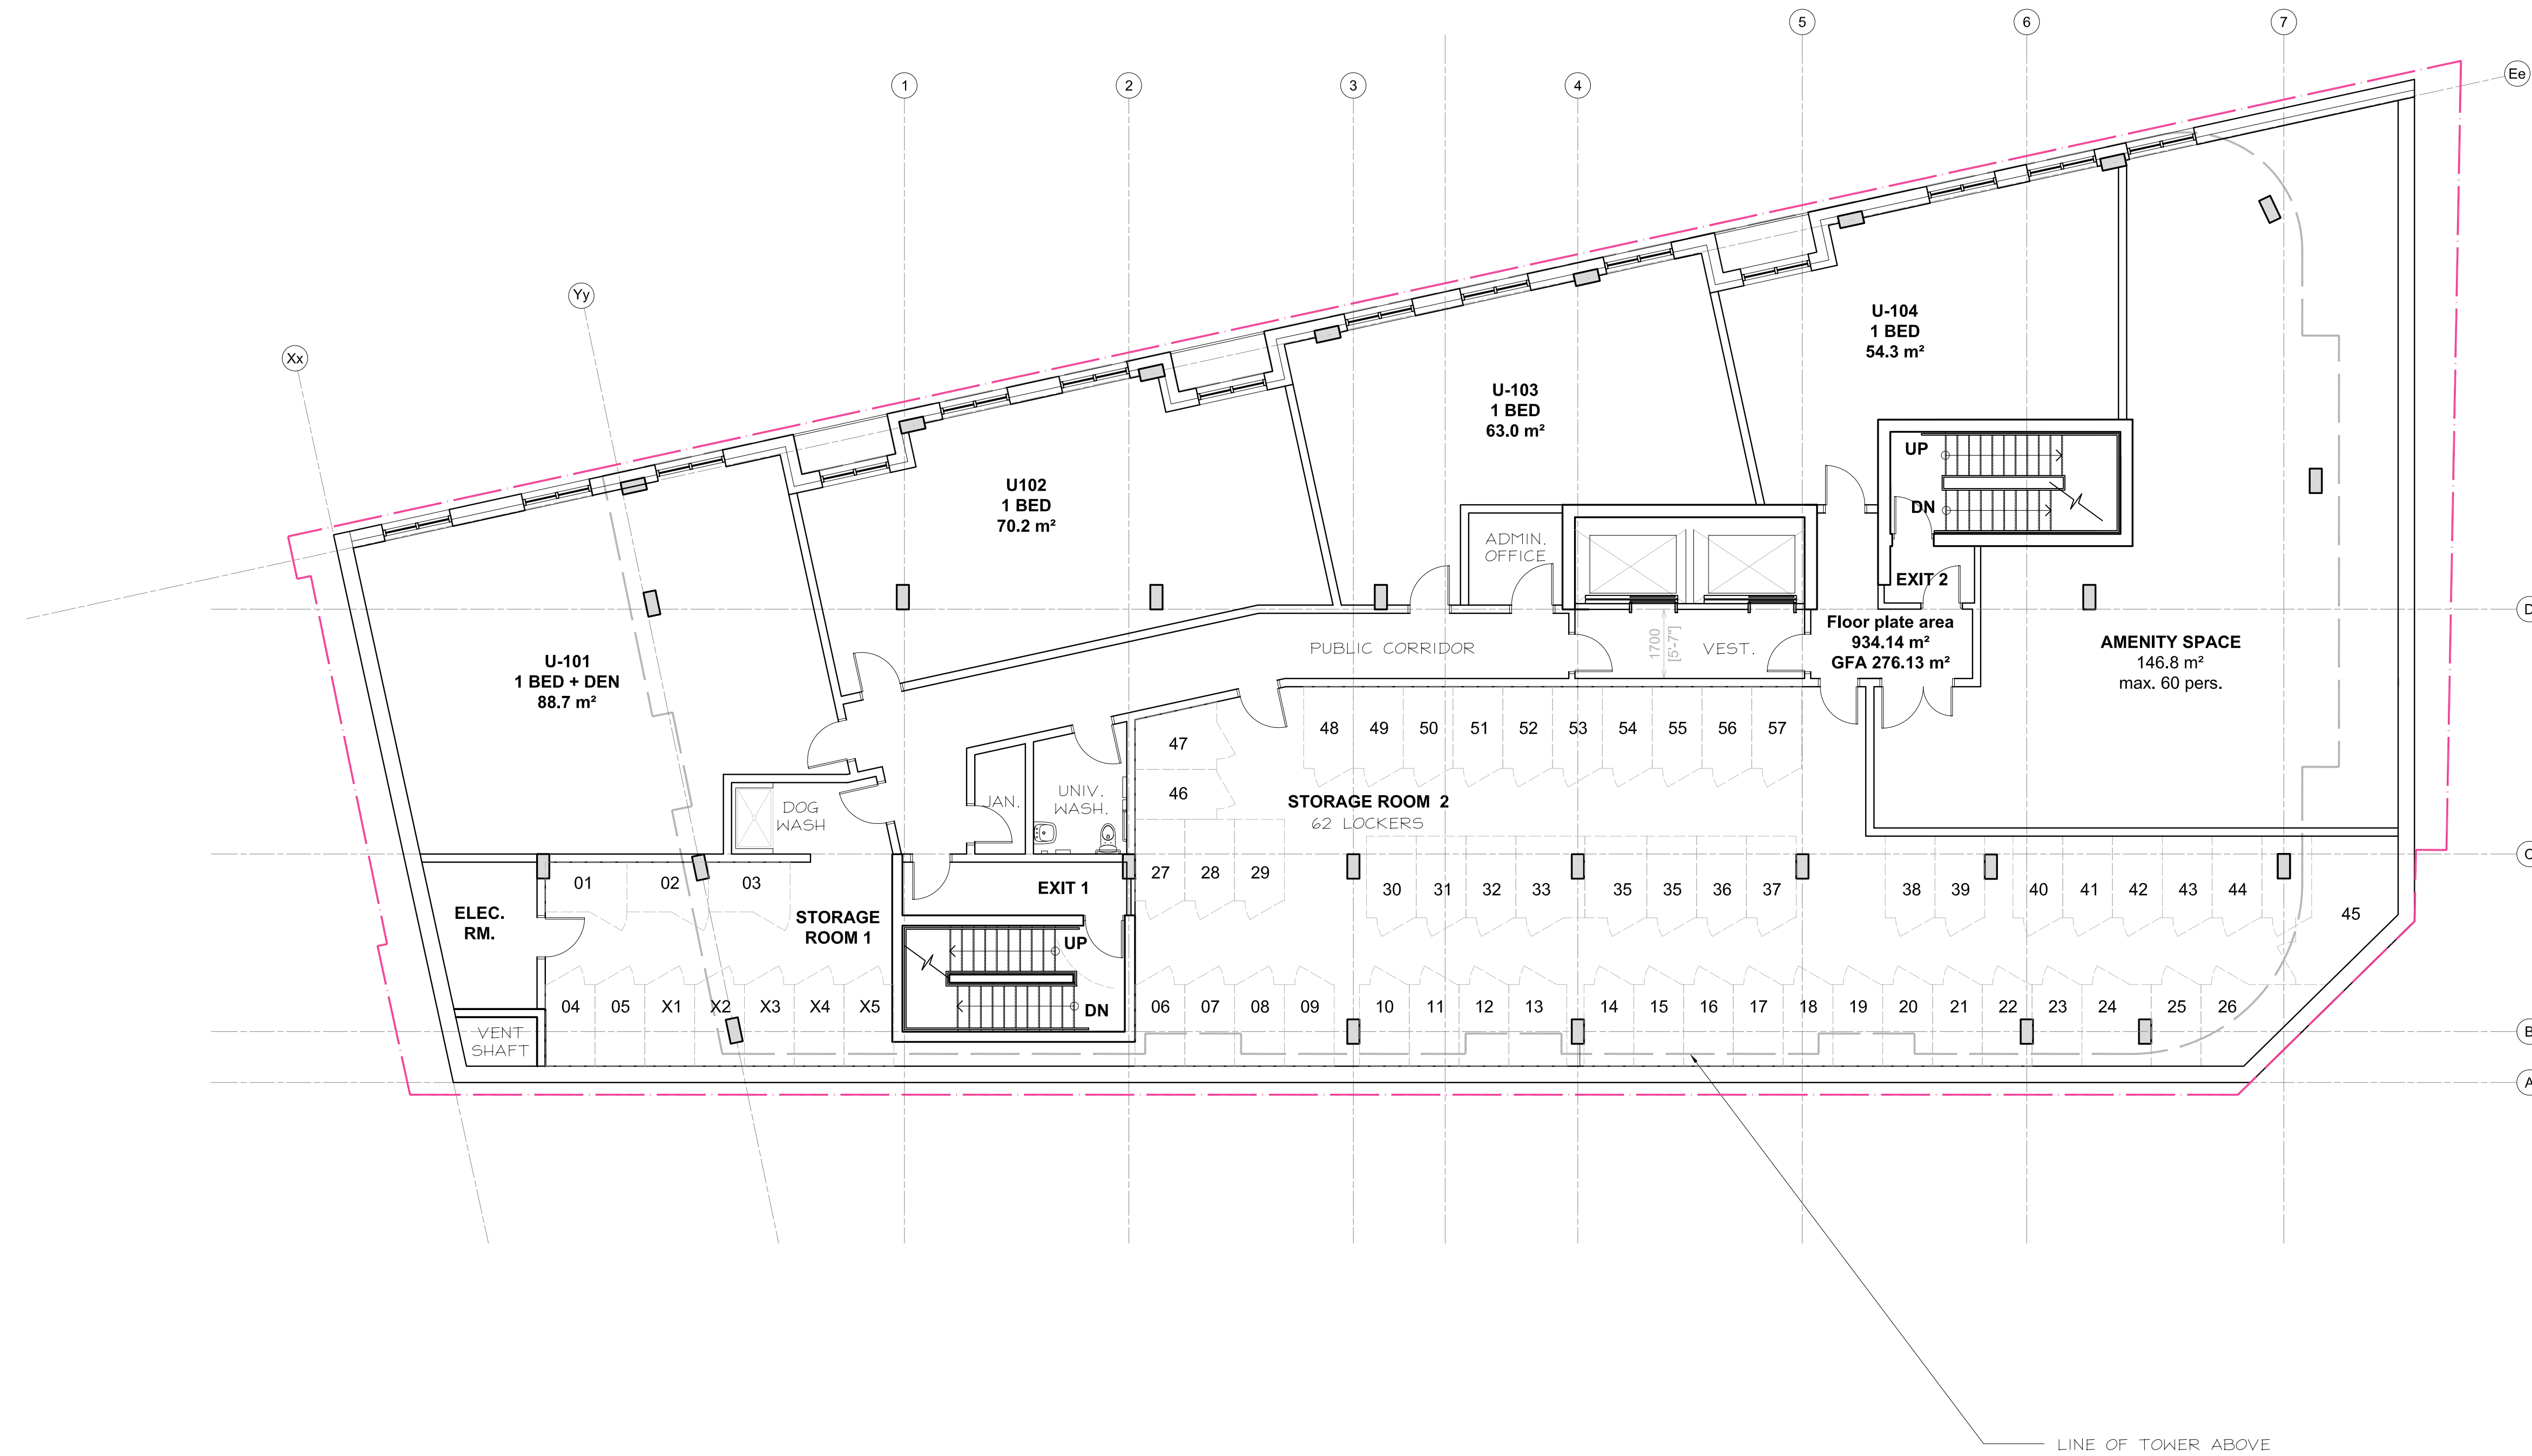 5
6
7
1
2
3
4
Ee
Yy
Xx
U-104
1 BED
54.3 m²
U-103
1 BED
63.0 m²
U102
1 BED
70.2 m²
UP
DN
ADMIN.
OFFICE
EXIT 2
D
Floor plate area
934.14 m²
GFA 276.13 m²
1700
[5'-7"]
PUBLIC CORRIDOR
VEST.
AMENITY SPACE
146.8 m²
max. 60 pers.
U-101
1 BED + DEN
88.7 m²
48 49 50 51 52 53 54 55 56 57
47
46
DOG
WASH
JAN.
UNIV.
WASH.
STORAGE ROOM 2
62 LOCKERS
C
01 02 03
27 28 29
30 31 32 33 35 35 36 37 38 39 40 41 42 43 44
45
EXIT 1
ELEC.
RM.
STORAGE
ROOM 1
UP
DN
04 05 X1 X2 X3 X4 X5
06 07 08 09 10 11 12 13 14 15 16 17 18 19 20 21 22 23 24 25 26
VENT
SHAFT
B
A
LINE OF TOWER ABOVE